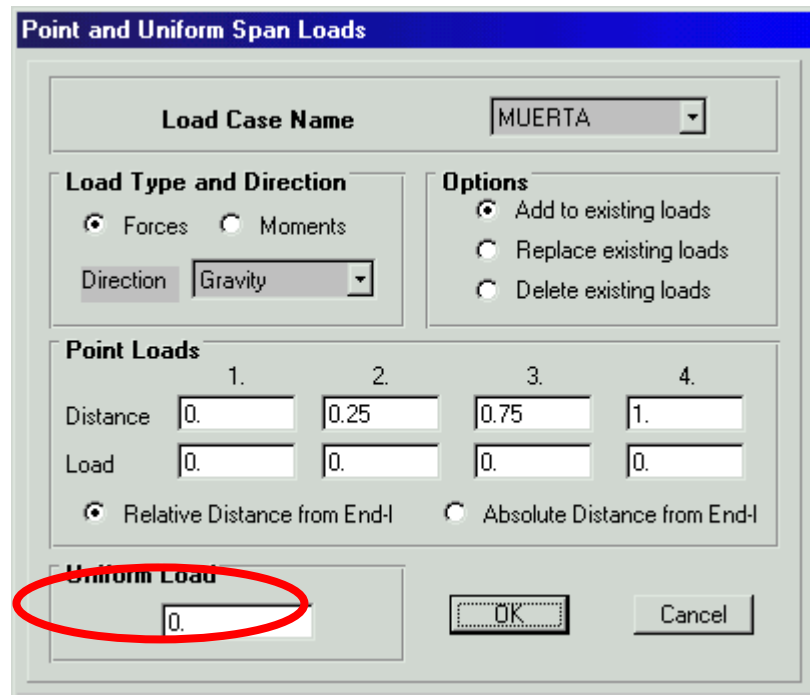 Point and Uniform Span Loads
Load Case Name MUERTA
Load Type and Direction
Forces Moments
Direction Gravity
Options
Add to existing loads
Replace existing loads
Delete existing loads
Point Loads
1. 2. 3. 4.
Distance 0. 0.25 0.75 1.
Load 0. 0. 0. 0.
Relative Distance from End-I Absolute Distance from End-I
Uniform Load
0.
OK Cancel